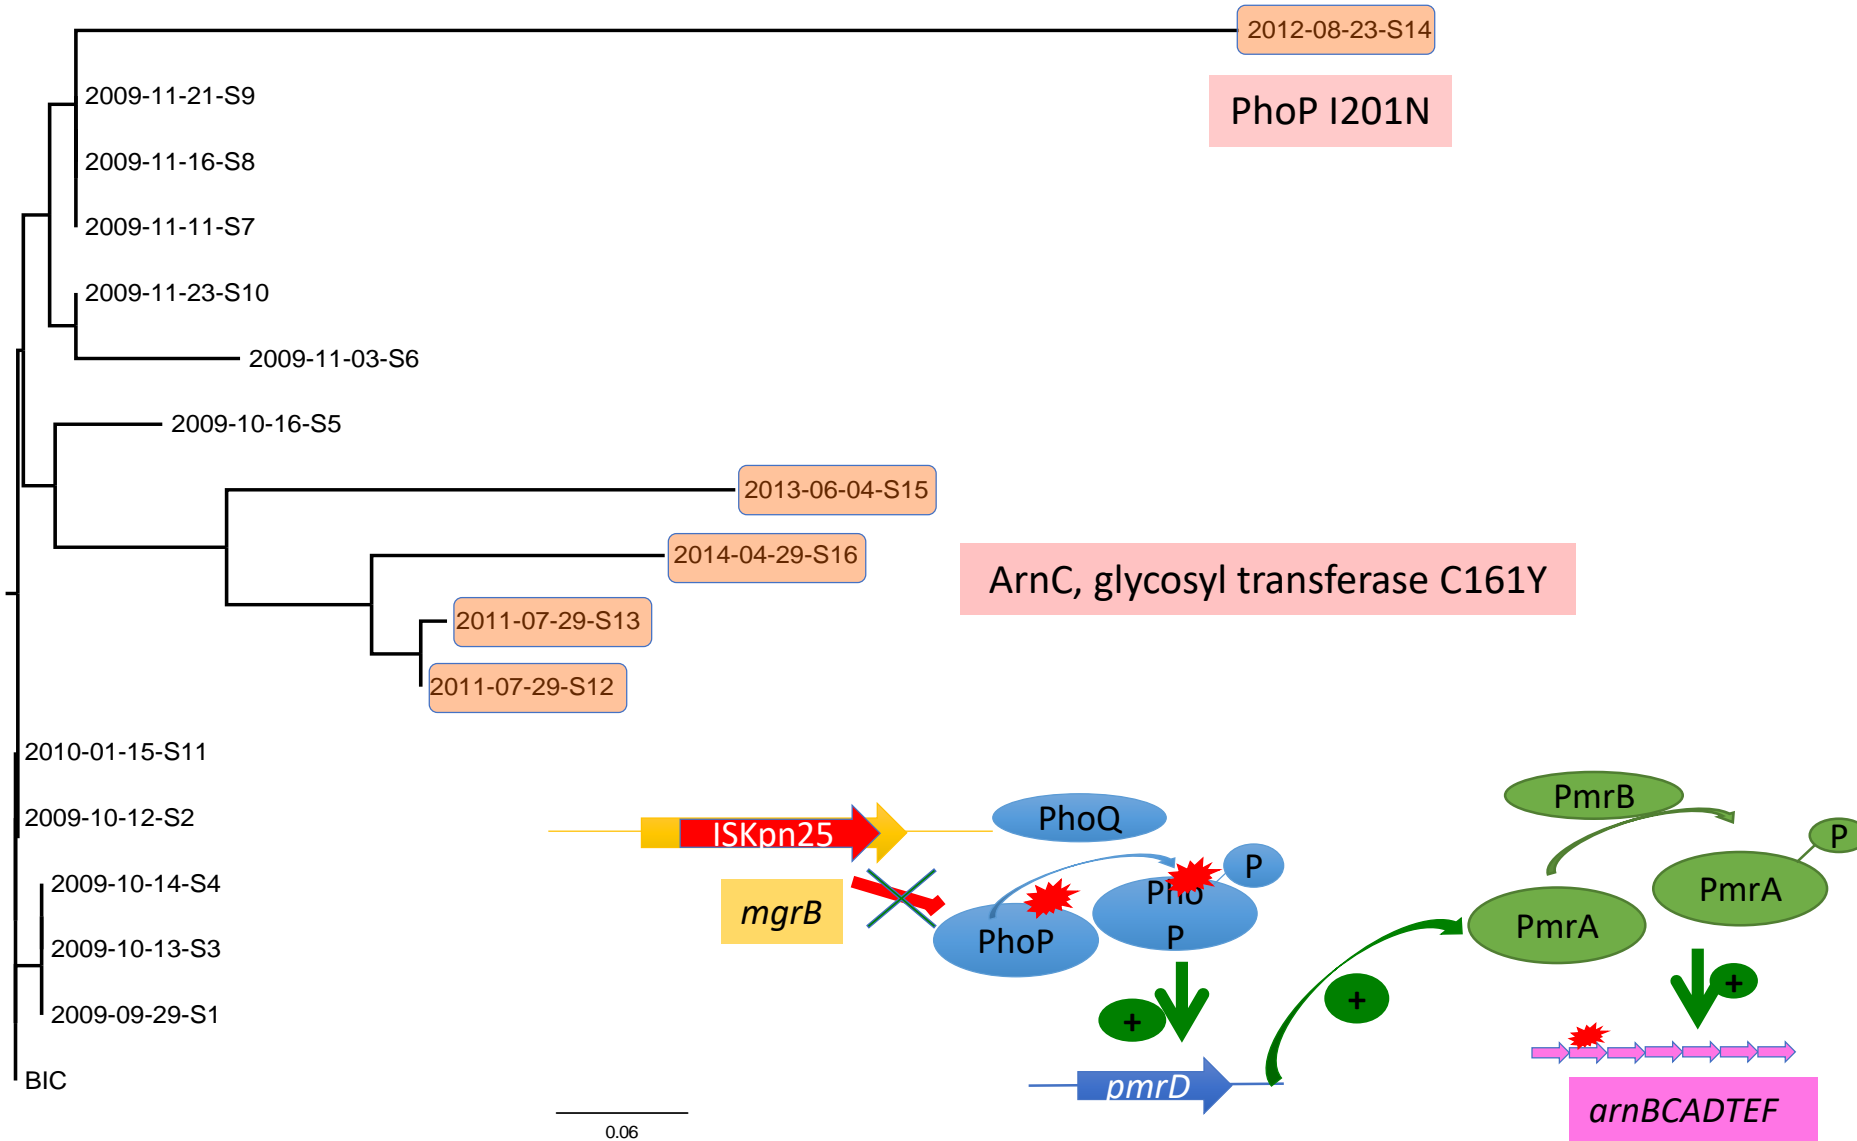 2012-08-23-S14
2009-11-21-S9
PhoP I201N
2009-11-16-S8
2009-11-11-S7
2009-11-23-S10
2009-11-03-S6
2009-10-16-S5
2013-06-04-S15
2014-04-29-S16
ArnC, glycosyl transferase C161Y
2011-07-29-S13
2011-07-29-S12
2010-01-15-S11
2009-10-12-S2
2009-10-14-S4
2009-10-13-S3
2009-09-29-S1
BIC
0.06
ISKpn25
mgrB
PhoQ
PhoP
Pho
P
P
+
pmrD
+
PmrB
PmrA
PmrA
P
+
arnBCADTEF